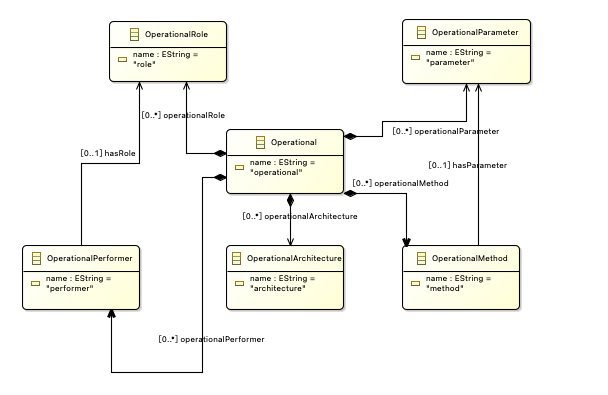 OperationalRole
name : EString =
"role"
OperationalParameter
name : EString =
"parameter"
[0..*] operationalRole
[0..*] operationalParameter
Operational
name : EString =
"operational"
[0..1] hasRole
[0..1] hasParameter
[0..*] operationalMethod
[0..*] operationalArchitecture
OperationalPerformer
name : EString =
"performer"
OperationalArchitecture
name : EString =
"architecture"
OperationalMethod
name : EString =
"method"
[0..*] operationalPerformer